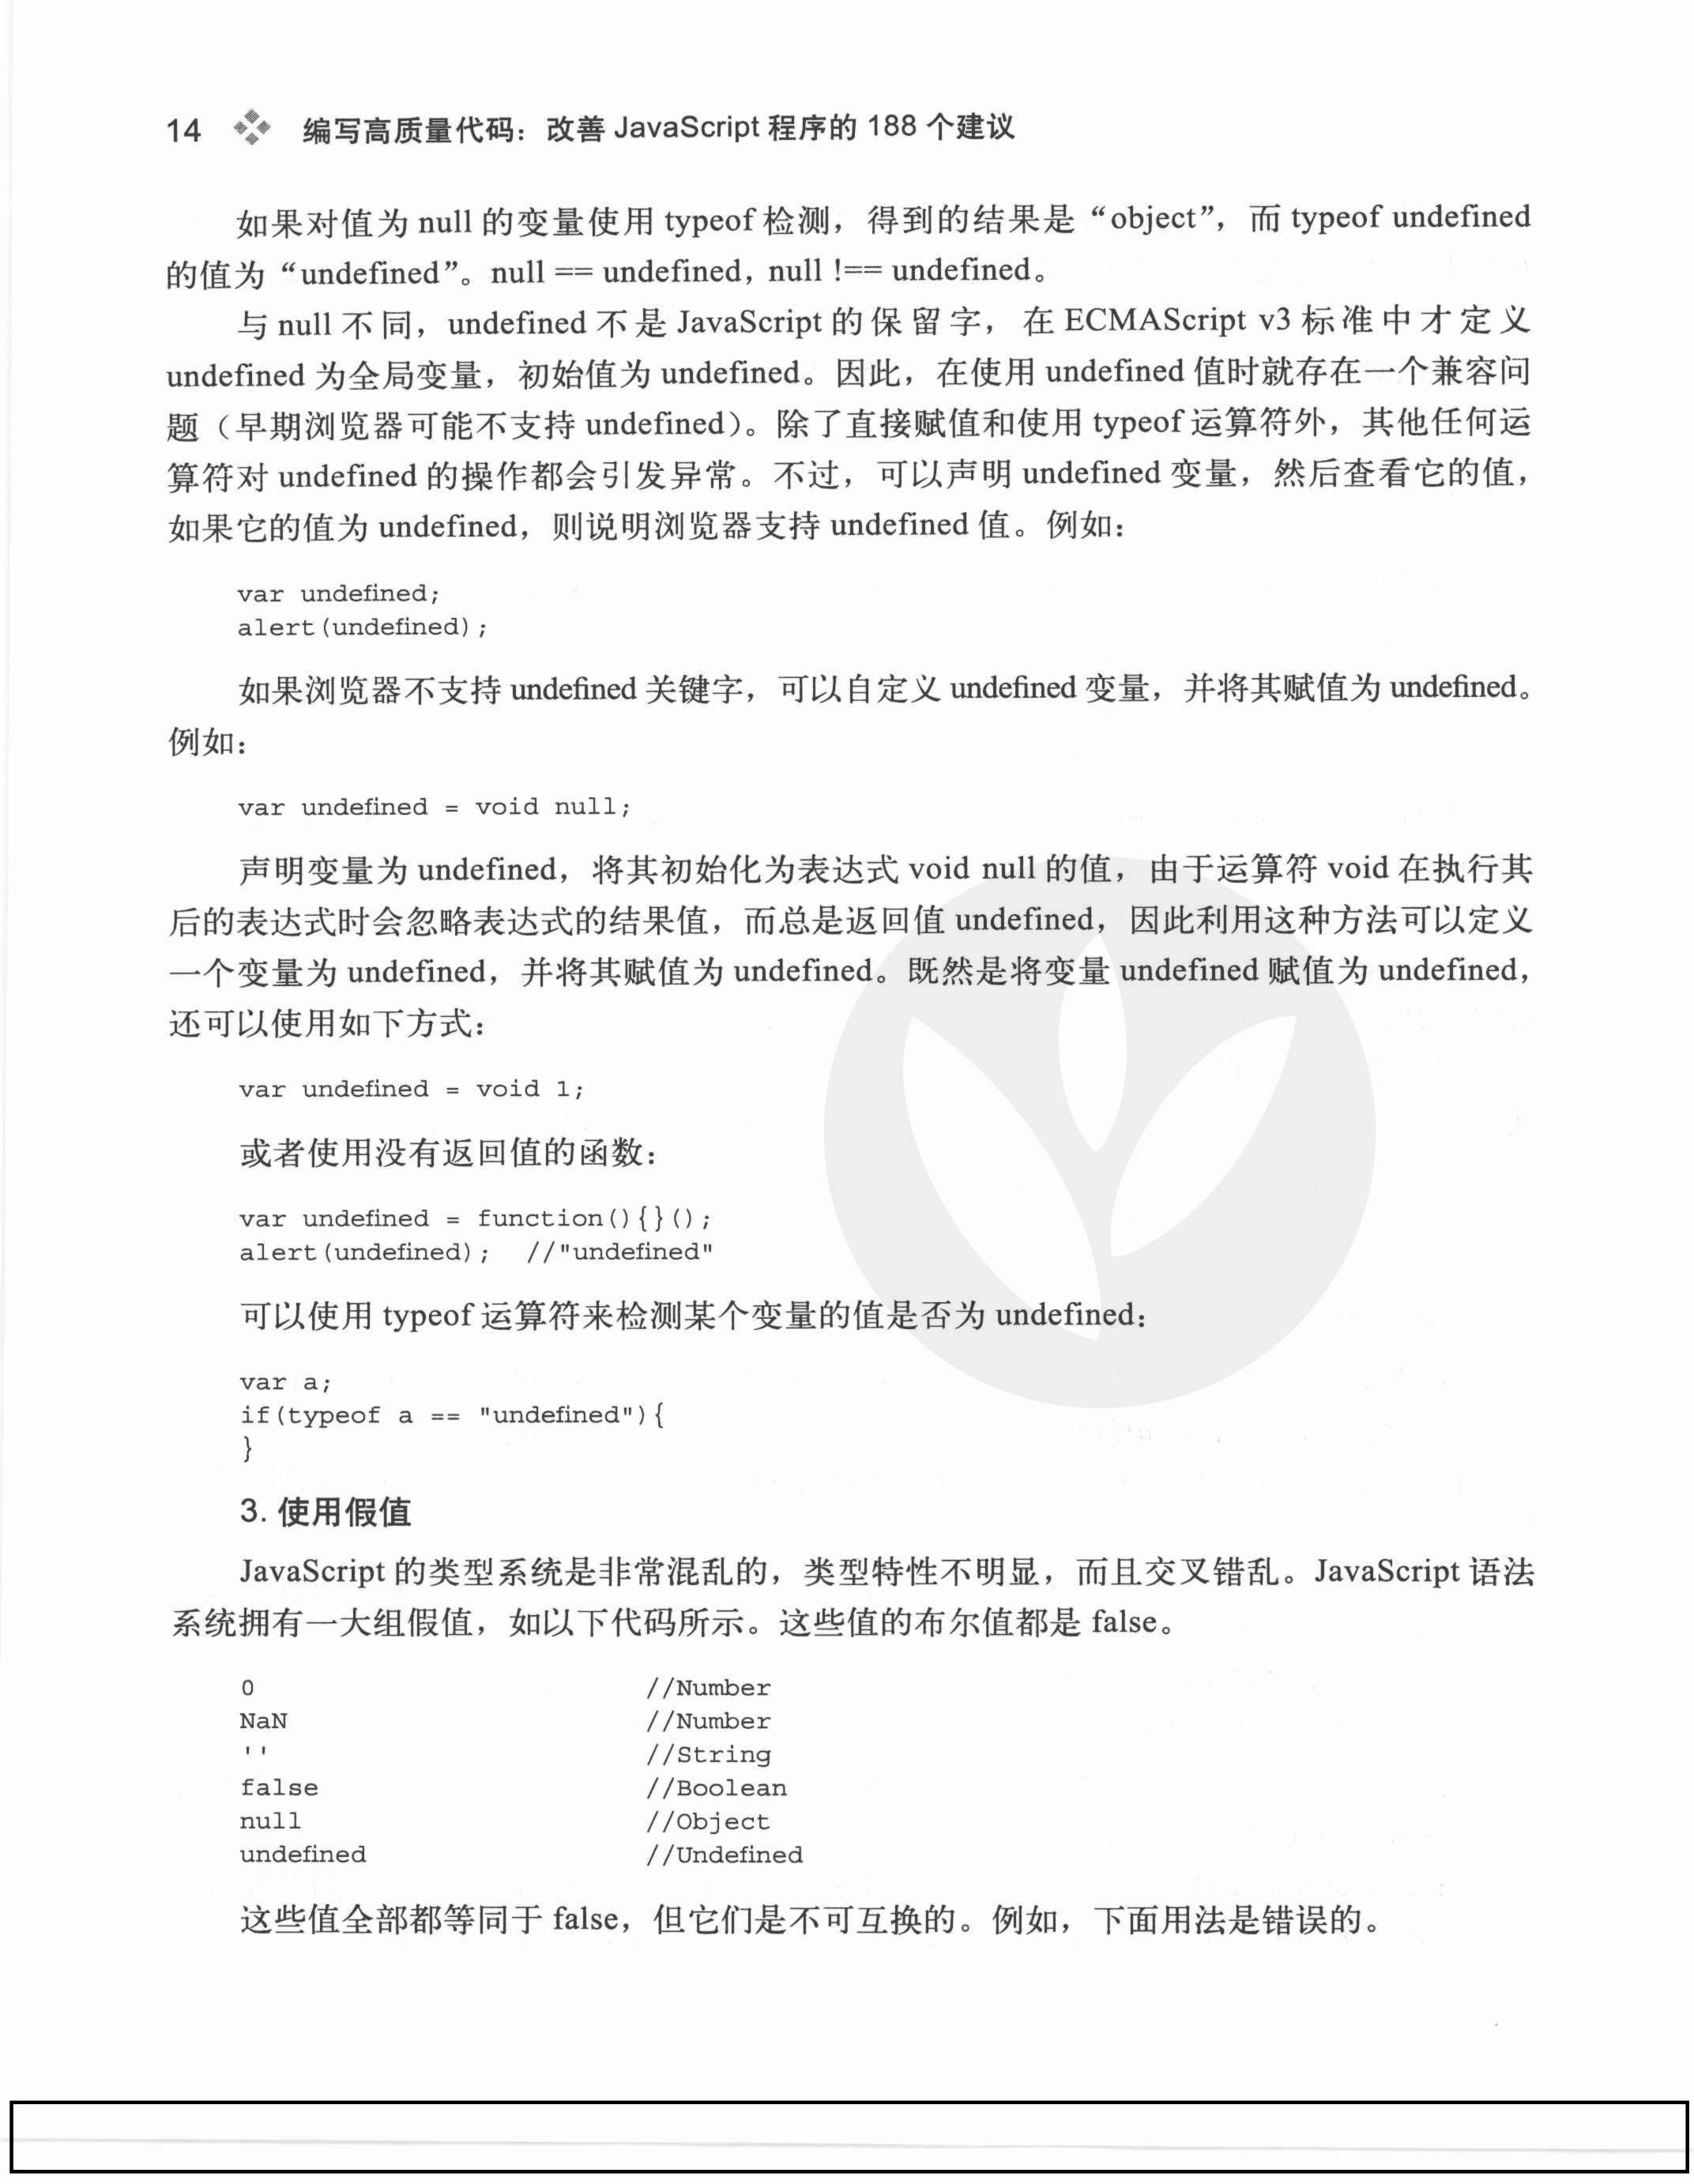 14 编写高质量代码：改善 JavaScript 程序的 188 个建议
如果对值为 null 的变量使用 typeof 检测，得到的结果是“object”，而 typeof undefined
的值为“undefined”。null == undefined, null !== undefined。
与 null 不同，undefined 不是 JavaScript 的保留字，在 ECMAScript v3 标准中才定义
undefined 为全局变量，初始值为 undefined。因此，在使用 undefined 值时就存在一个兼容问
题（早期浏览器可能不支持 undefined）。除了直接赋值和使用 typeof 运算符外，其他任何运
算符对 undefined 的操作都会引发异常。不过，可以声明 undefined 变量，然后查看它的值，
如果它的值为 undefined，则说明浏览器支持 undefined 值。例如：
var undefined;
alert(undefined);
如果浏览器不支持 undefined 关键字，可以自定义 undefined 变量，并将其赋值为 undefined。
例如：
var undefined = void null;
声明变量为 undefined，将其初始化为表达式 void null 的值，由于运算符 void 在执行其
后的表达式时会忽略表达式的结果值，而总是返回值 undefined，因此利用这种方法可以定义
一个变量为 undefined，并将其赋值为 undefined。既然是将变量 undefined 赋值为 undefined，
还可以使用如下方式：
var undefined = void 1;
或者使用没有返回值的函数：
var undefined = function(){}();
alert(undefined);  //"undefined"
可以使用 typeof 运算符来检测某个变量的值是否为 undefined：
var a;
if(typeof a == "undefined"){
}
3. 使用假值
JavaScript 的类型系统是非常混乱的，类型特性不明显，而且交叉错乱。JavaScript 语法
系统拥有一大组假值，如以下代码所示。这些值的布尔值都是 false。
0 //Number
NaN //Number
'' //String
false //Boolean
null //Object
undefined //Undefined
这些值全部都等同于 false，但它们是不可互换的。例如，下面用法是错误的。